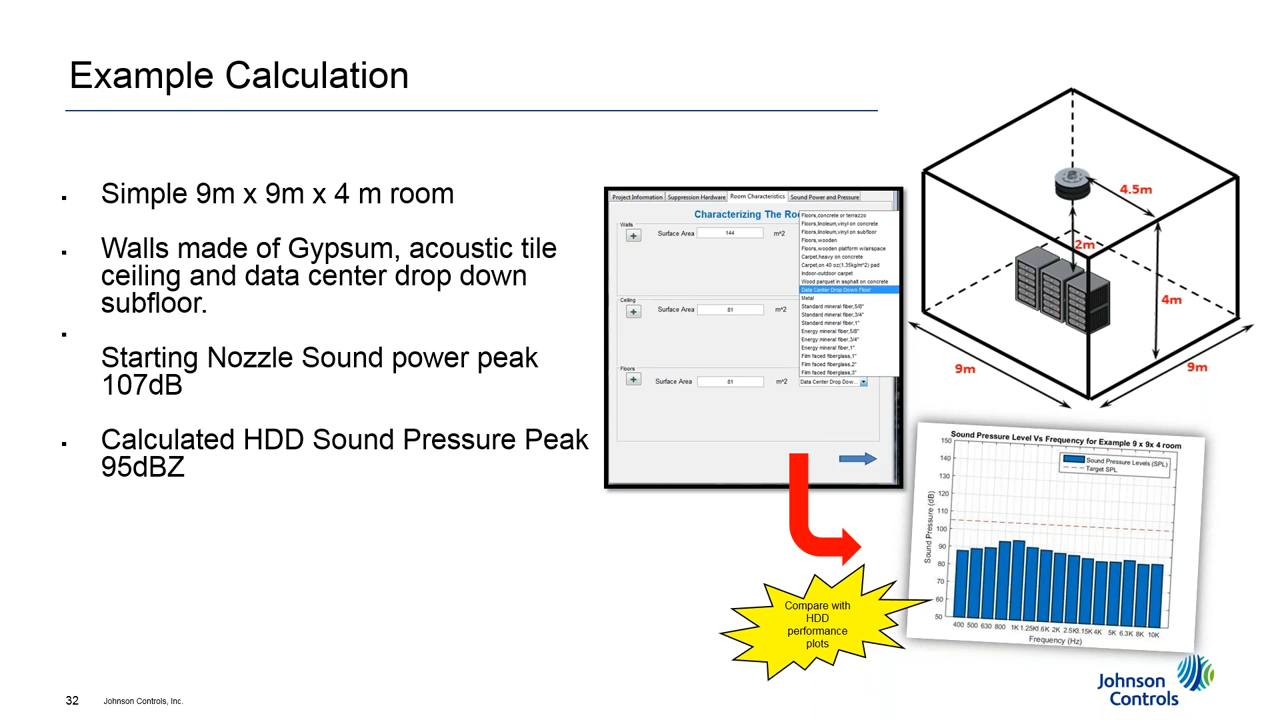 Example Calculation
▪ Simple 9m x 9m x 4 m room
▪ Walls made of Gypsum, acoustic tile
ceiling and data center drop down
subfloor.
▪
Starting Nozzle Sound power peak
107dB
▪ Calculated HDD Sound Pressure Peak
95dBZ
Project Information Suppression Hardware Room Characteristics Sound Power and Pressure
Characterizing The Roo
Walls
+ Surface Area 144 m^2
Ceiling
+ Surface Area 81 m^2
Floors
+ Surface Area 81 m^2 Data Center Drop Dow...
Floors,concrete or terrazzo
Floors,linoleum,vinyl on concrete
Floors,linoleum,vinyl on subfloor
Floors,wooden
Floors,wooden platform w/airspace
Carpet,heavy on concrete
Carpet,on 40 oz(1.35kg/m^2) pad
Indoor-outdoor carpet
Wood parquet in asphalt on concrete
Data Center Drop Down Floor
Metal
Standard mineral fiber,5/8"
Standard mineral fiber,3/4"
Standard mineral fiber,1"
Energy mineral fiber,5/8"
Energy mineral fiber,3/4"
Energy mineral fiber,1"
Film faced fiberglass,1"
Film faced fiberglass,2"
Film faced fiberglass,3"
4.5m
2m
4m
9m
9m
Sound Pressure Level Vs Frequency for Example 9 x 9x 4 room
Sound Pressure Levels (SPL)
Target SPL
Sound Pressure (dB)
150
140
130
120
110
100
90
80
70
60
50
400 500 630 800 1K 1.25K 1.6K 2K 2.5K 3.15K 4K 5K 6.3K 8K 10K
Frequency (Hz)
Compare with
HDD
performance
plots
32 Johnson Controls, Inc.
Johnson
Controls